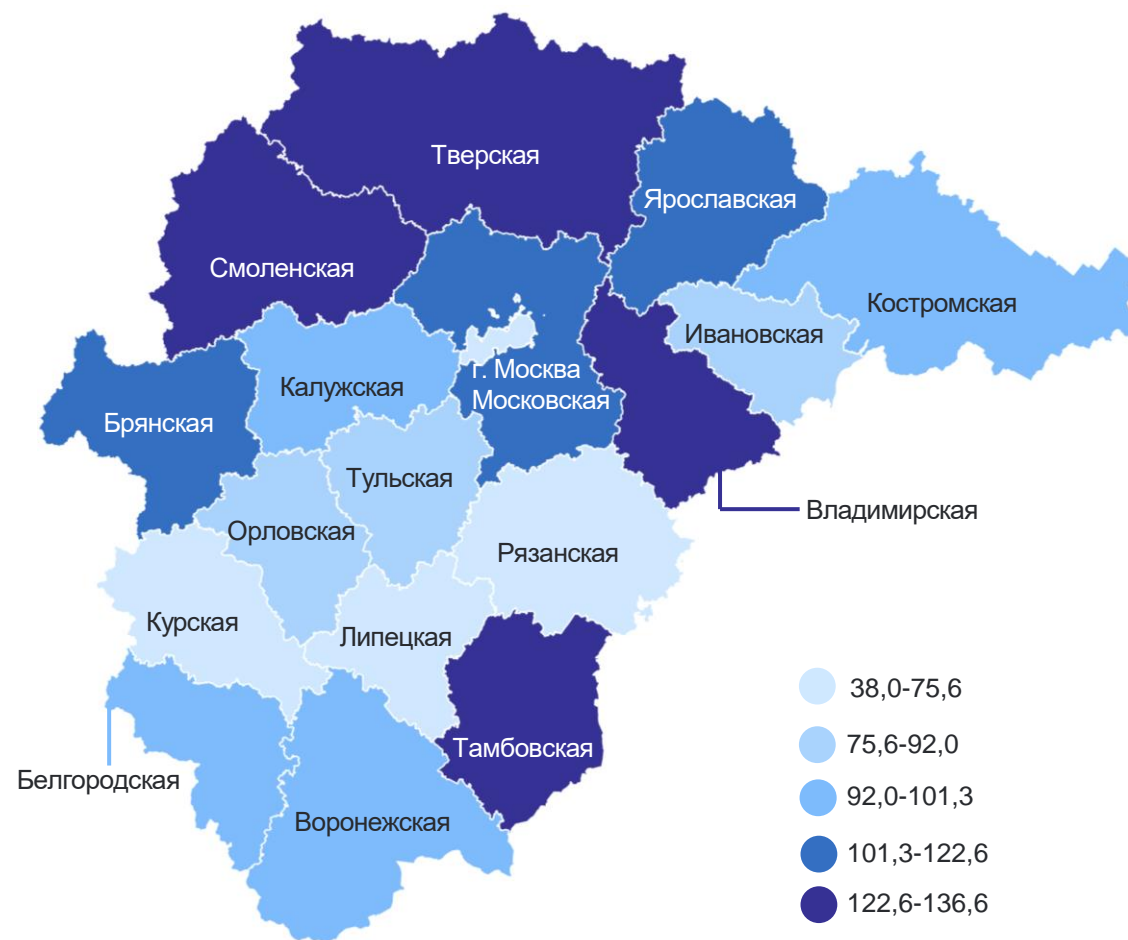 Тверская
Ярославская
Смоленская
Костромская
Ивановская
г. Москва
Московская
Калужская
Брянская
Тульская
Владимирская
Орловская
Рязанская
Курская
Липецкая
Тамбовская
Белгородская
Воронежская
38,0-75,6
75,6-92,0
92,0-101,3
101,3-122,6
122,6-136,6